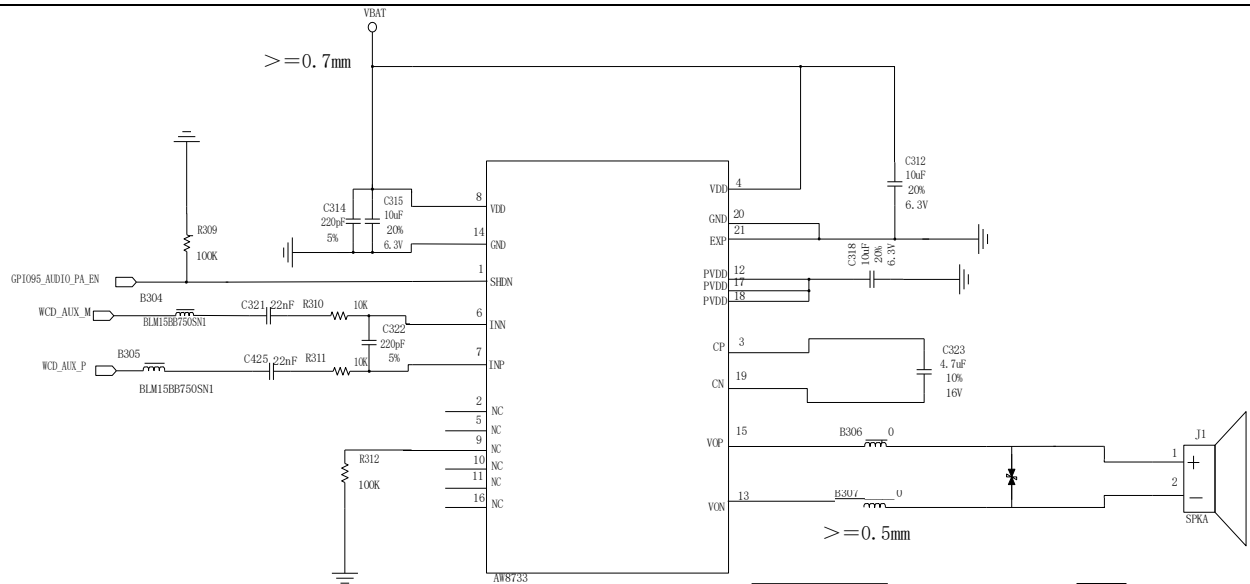 VBAT
>=0.7mm
C312
10uF
20%
6.3V
C314
220pF
5%
C315
10uF
20%
6.3V
8
VDD
14
GND
VDD
4
GND
20
EXP
21
R309
100K
GPIO95_AUDIO_PA_EN
1
SHDN
C318
10uF
20%
6.3V
PVDD
12
PVDD
17
PVDD
18
B304
WCD_AUX_M
BLM15BB750SN1
C321 22nF
R310
10K
6
INN
C322
220pF
5%
B305
WCD_AUX_P
BLM15BB750SN1
C425 22nF
R311
10K
7
INP
CP
3
CN
19
C323
4.7uF
10%
16V
2
NC
5
NC
9
NC
10
NC
11
NC
16
NC
R312
100K
VOP
15
B306
0
VON
13
B307
0
>=0.5mm
J1
1
+
2
-
SPKA
AW8733